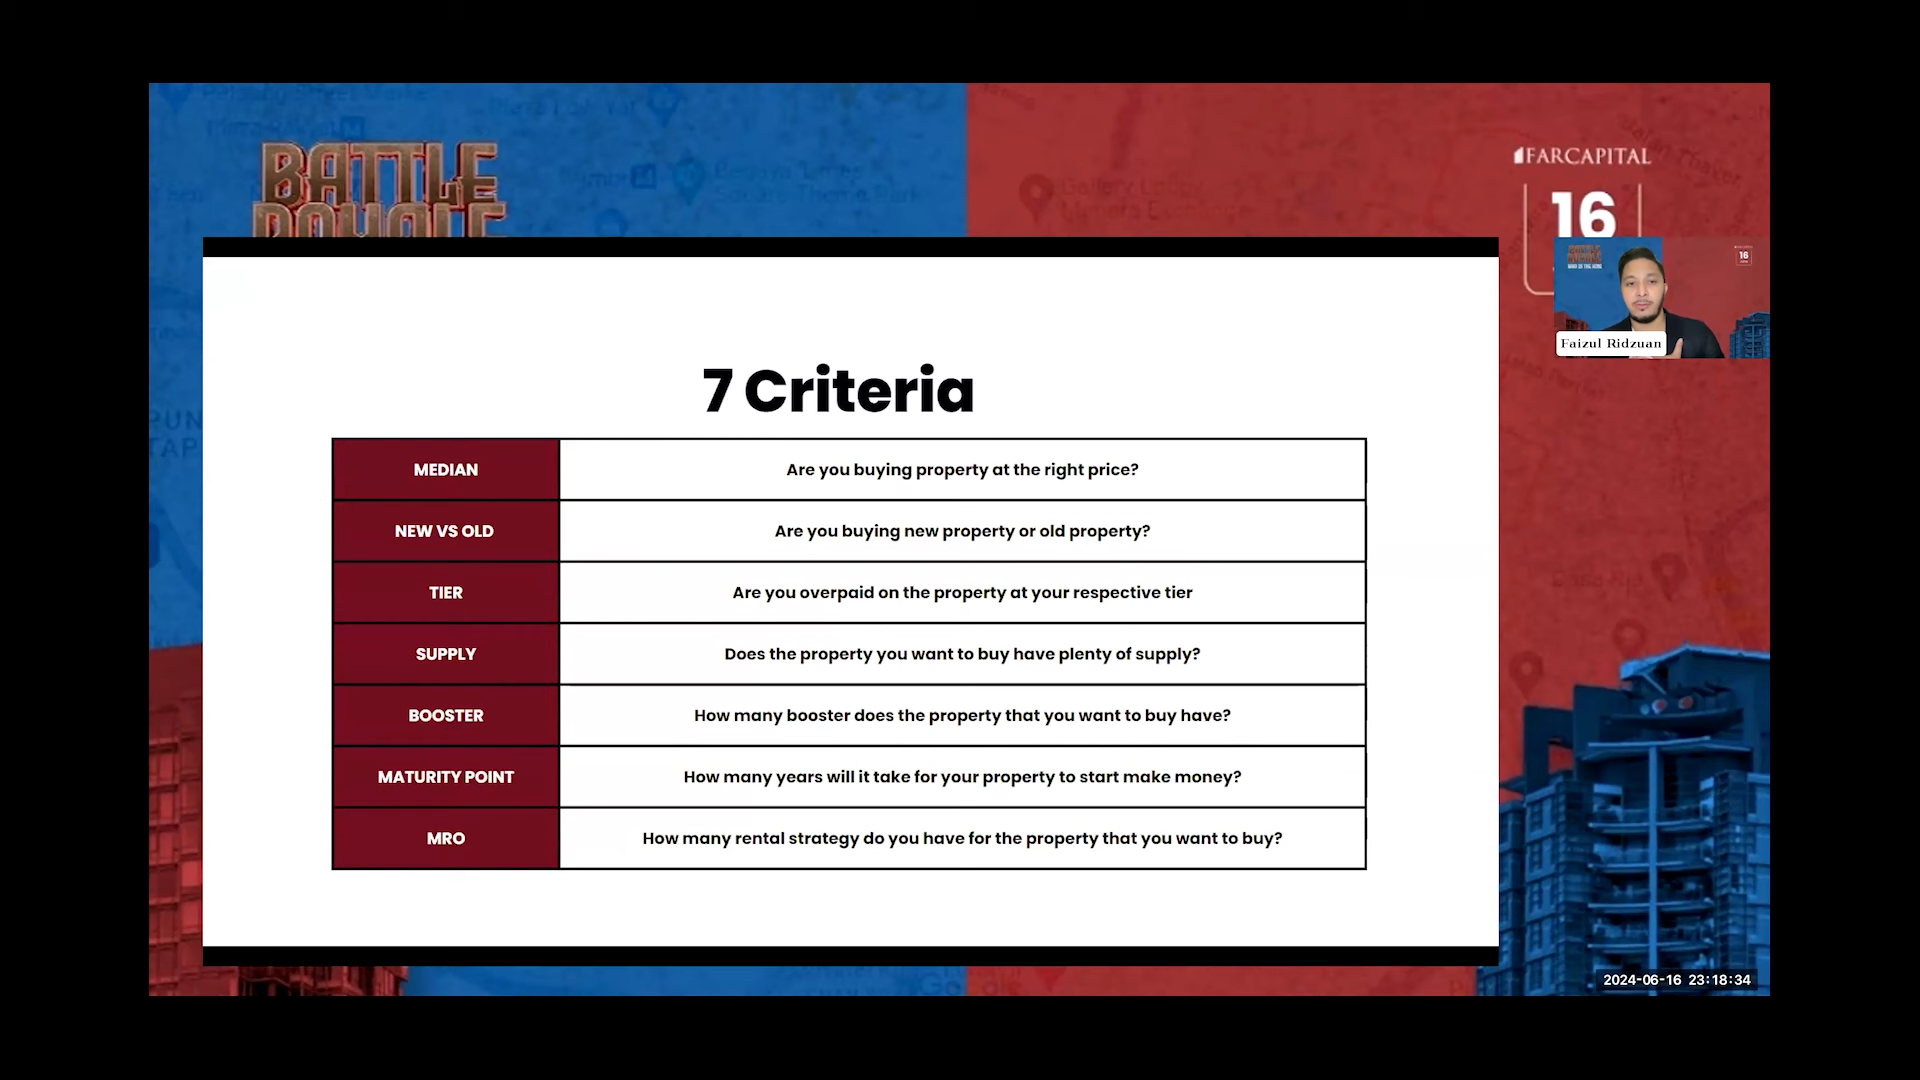 BATTLE
ROYALE
FARCAPITAL
16
BATTLE
ROYALE
16
Faizul Ridzuan
7 Criteria
MEDIAN
Are you buying property at the right price?
NEW VS OLD
Are you buying new property or old property?
TIER
Are you overpaid on the property at your respective tier
SUPPLY
Does the property you want to buy have plenty of supply?
BOOSTER
How many booster does the property that you want to buy have?
MATURITY POINT
How many years will it take for your property to start make money?
MRO
How many rental strategy do you have for the property that you want to buy?
2024-06-16 23:18:34